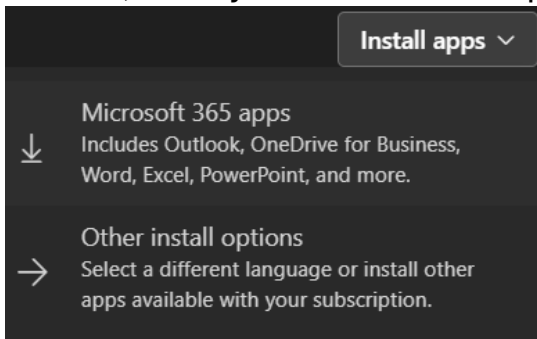 Install apps
Microsoft 365 apps
Includes Outlook, OneDrive for Business,
Word, Excel, PowerPoint, and more.
Other install options
Select a different language or install other
apps available with your subscription.